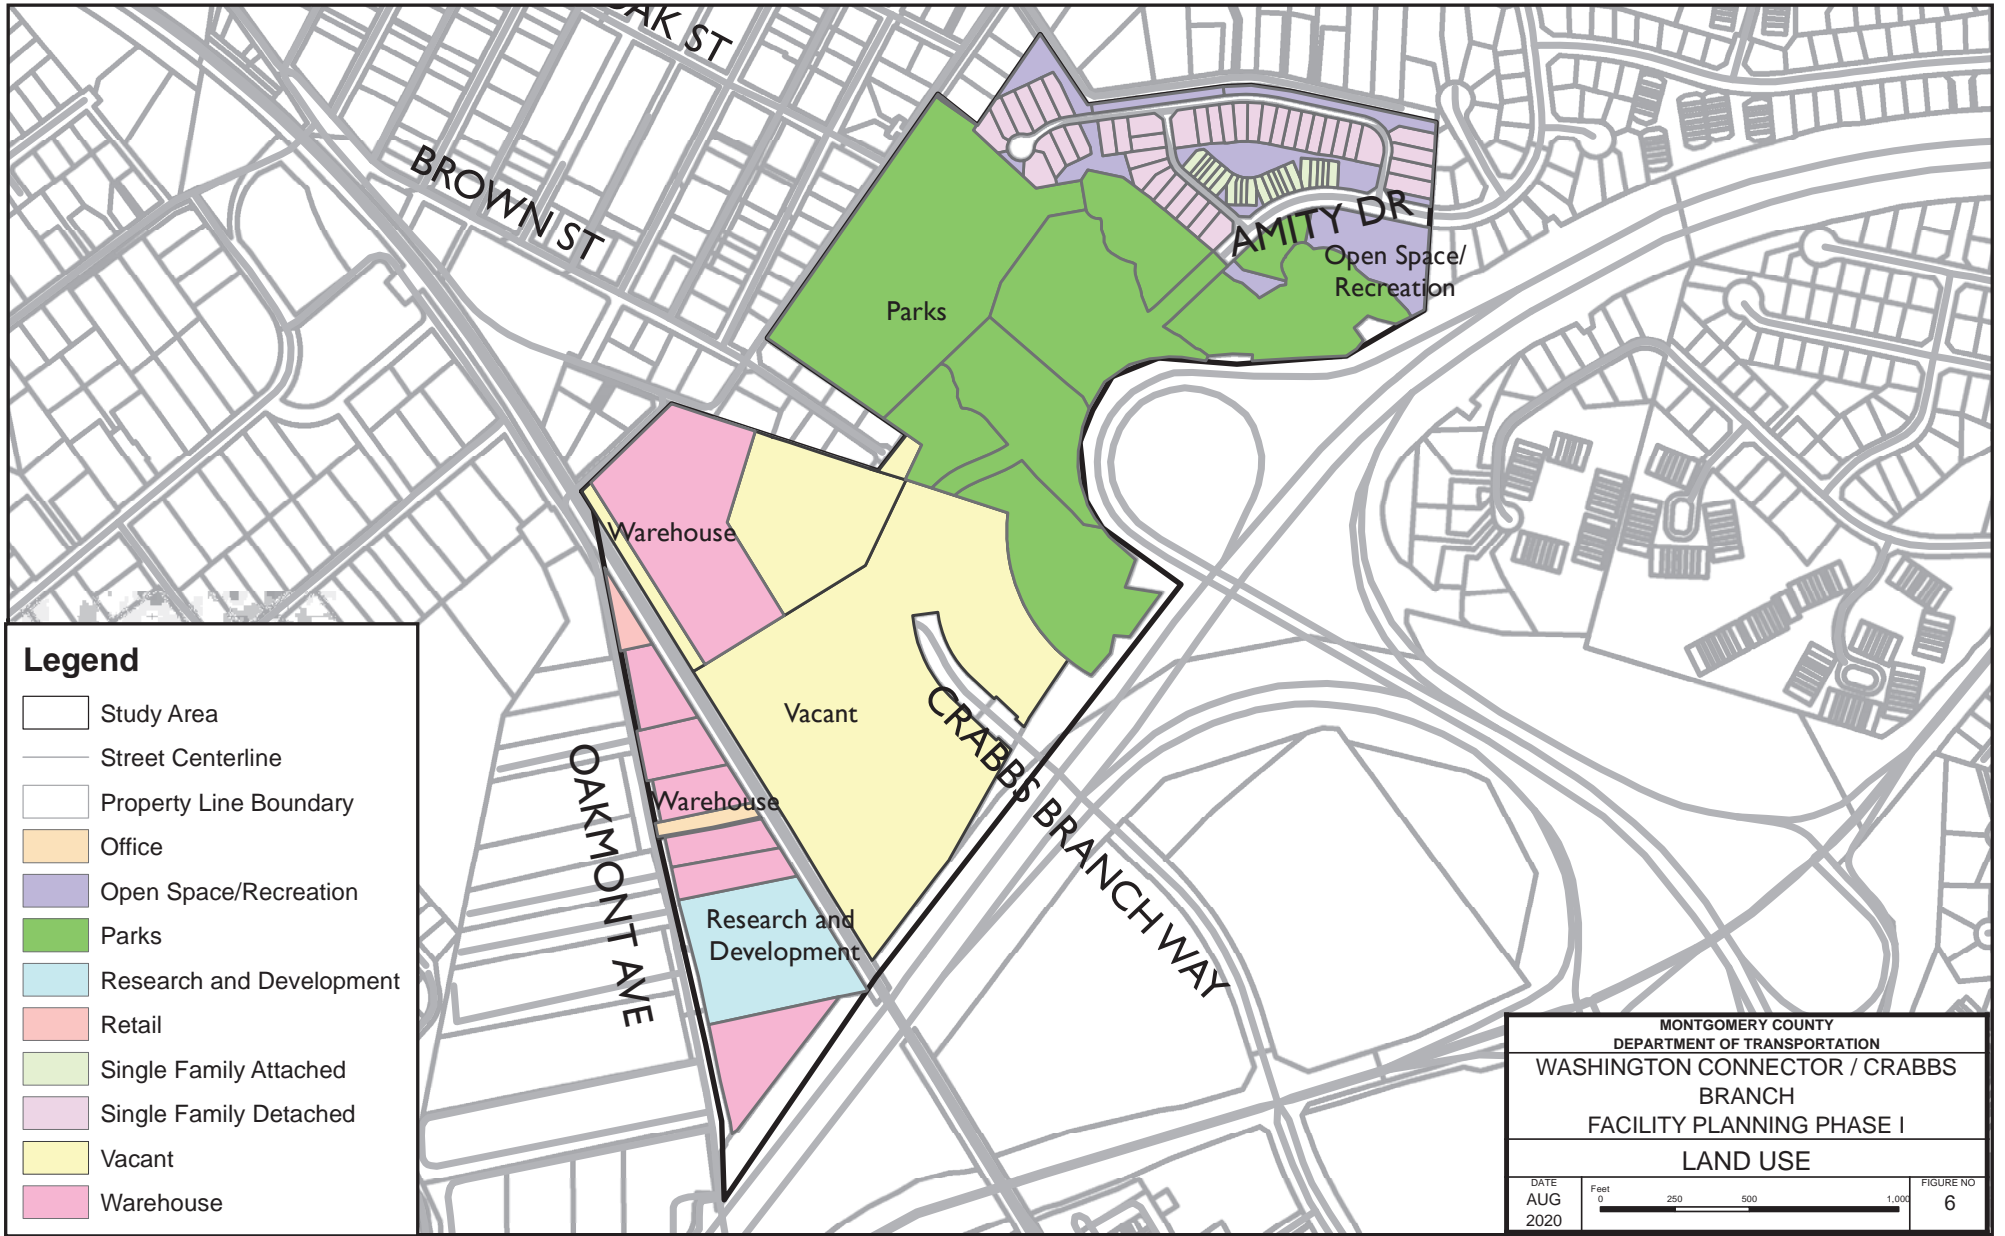 OAK ST
BROWN ST
AMITY DR
Open Space/
Recreation
Parks
Warehouse
Vacant
CRABBS BRANCH WAY
Warehouse
OAKMONT AVE
Research and
Development
Legend
Study Area
Street Centerline
Property Line Boundary
Office
Open Space/Recreation
Parks
Research and Development
Retail
Single Family Attached
Single Family Detached
Vacant
Warehouse
MONTGOMERY COUNTY
DEPARTMENT OF TRANSPORTATION
WASHINGTON CONNECTOR / CRABBS
BRANCH
FACILITY PLANNING PHASE I
LAND USE
DATE
AUG
2020
Feet
0 250 500 1,000
FIGURE NO
6